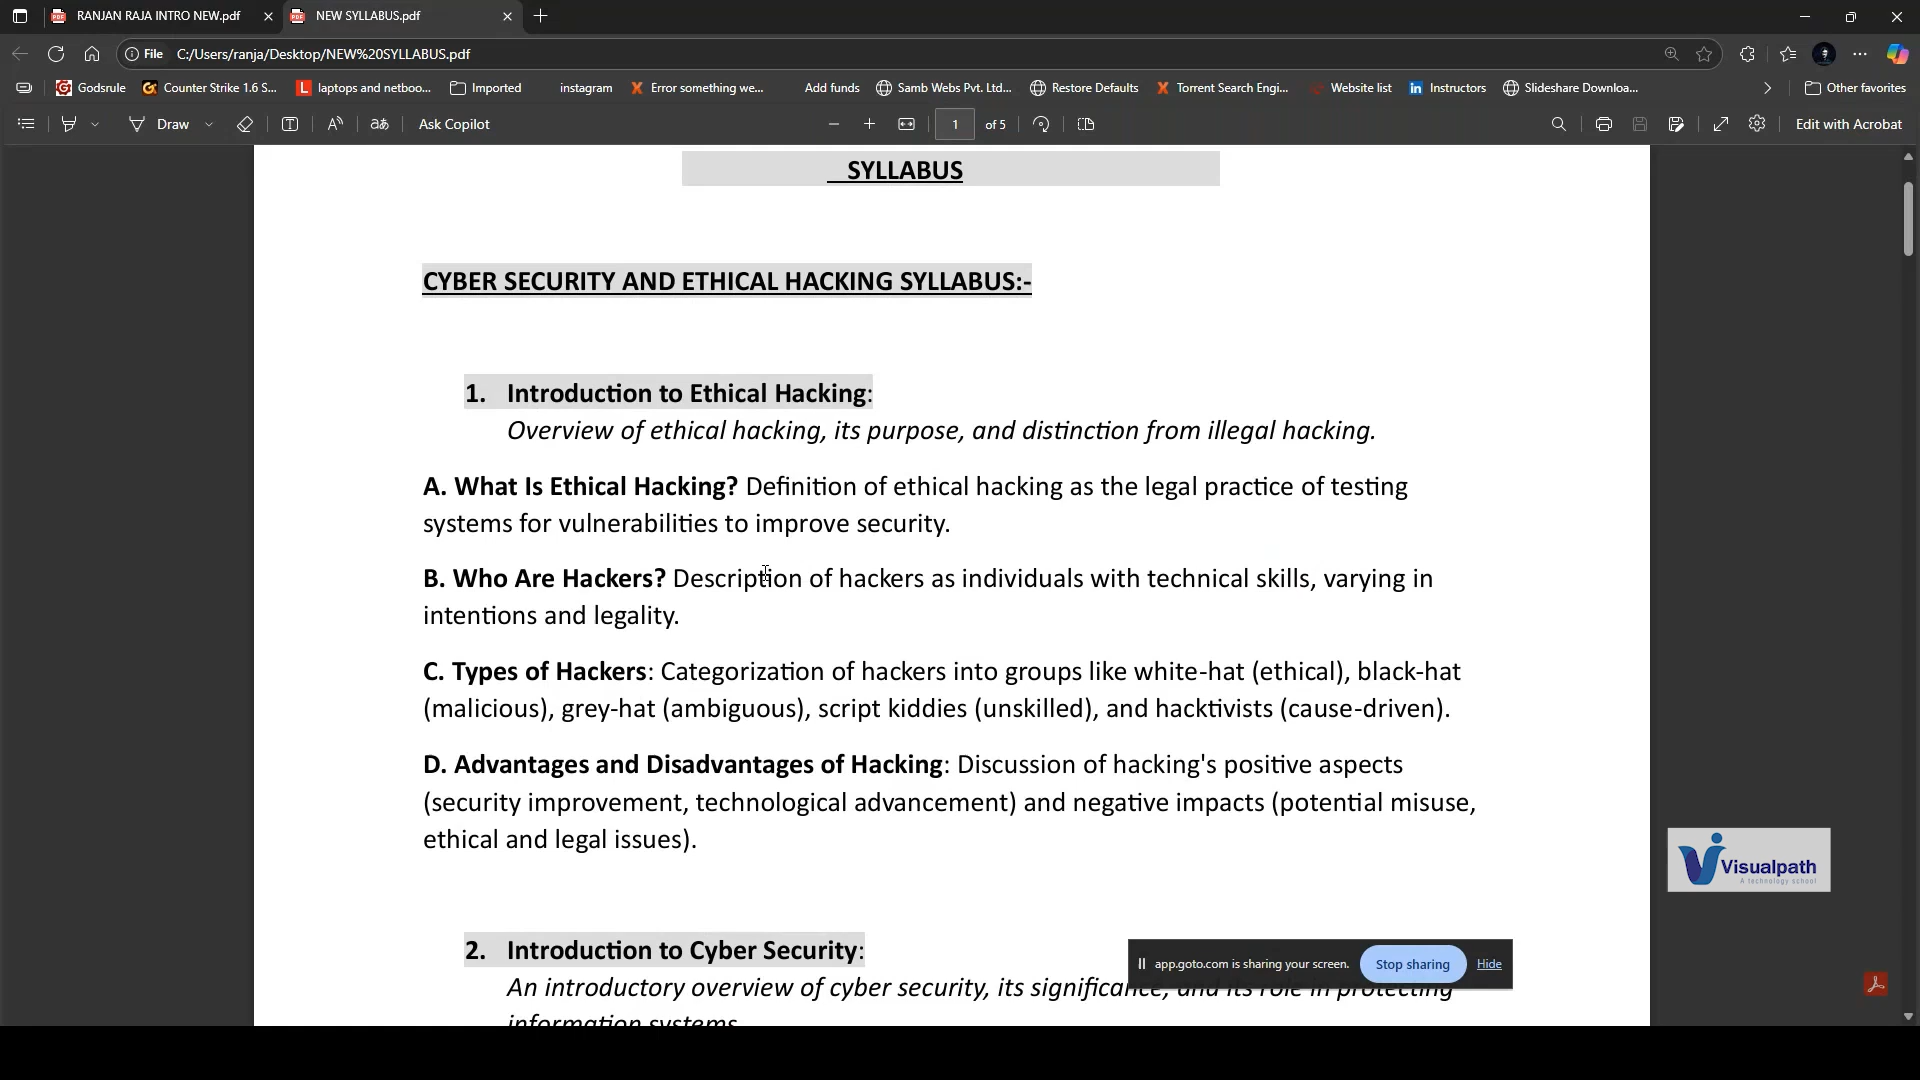 RANJAN RAJA INTRO NEW.pdf
NEW SYLLABUS.pdf
File C:/Users/ranja/Desktop/NEW%20SYLLABUS.pdf
Godsrule Counter Strike 1.6 S... laptops and netboo... Imported instagram Error something we... Add funds Samb Webs Pvt. Ltd... Restore Defaults Torrent Search Engi... Website list Instructors Slideshare Downloa... Other favorites
Draw Ask Copilot 1 of 5 Edit with Acrobat
SYLLABUS
CYBER SECURITY AND ETHICAL HACKING SYLLABUS:-
1. Introduction to Ethical Hacking:
Overview of ethical hacking, its purpose, and distinction from illegal hacking.
A. What Is Ethical Hacking? Definition of ethical hacking as the legal practice of testing
systems for vulnerabilities to improve security.
B. Who Are Hackers? Description of hackers as individuals with technical skills, varying in
intentions and legality.
C. Types of Hackers: Categorization of hackers into groups like white-hat (ethical), black-hat
(malicious), grey-hat (ambiguous), script kiddies (unskilled), and hacktivists (cause-driven).
D. Advantages and Disadvantages of Hacking: Discussion of hacking's positive aspects
(security improvement, technological advancement) and negative impacts (potential misuse,
ethical and legal issues).
Visualpath
A technology school
2. Introduction to Cyber Security:
app.goto.com is sharing your screen. Stop sharing Hide
An introductory overview of cyber security, its significance, and its role in protecting
information systems.